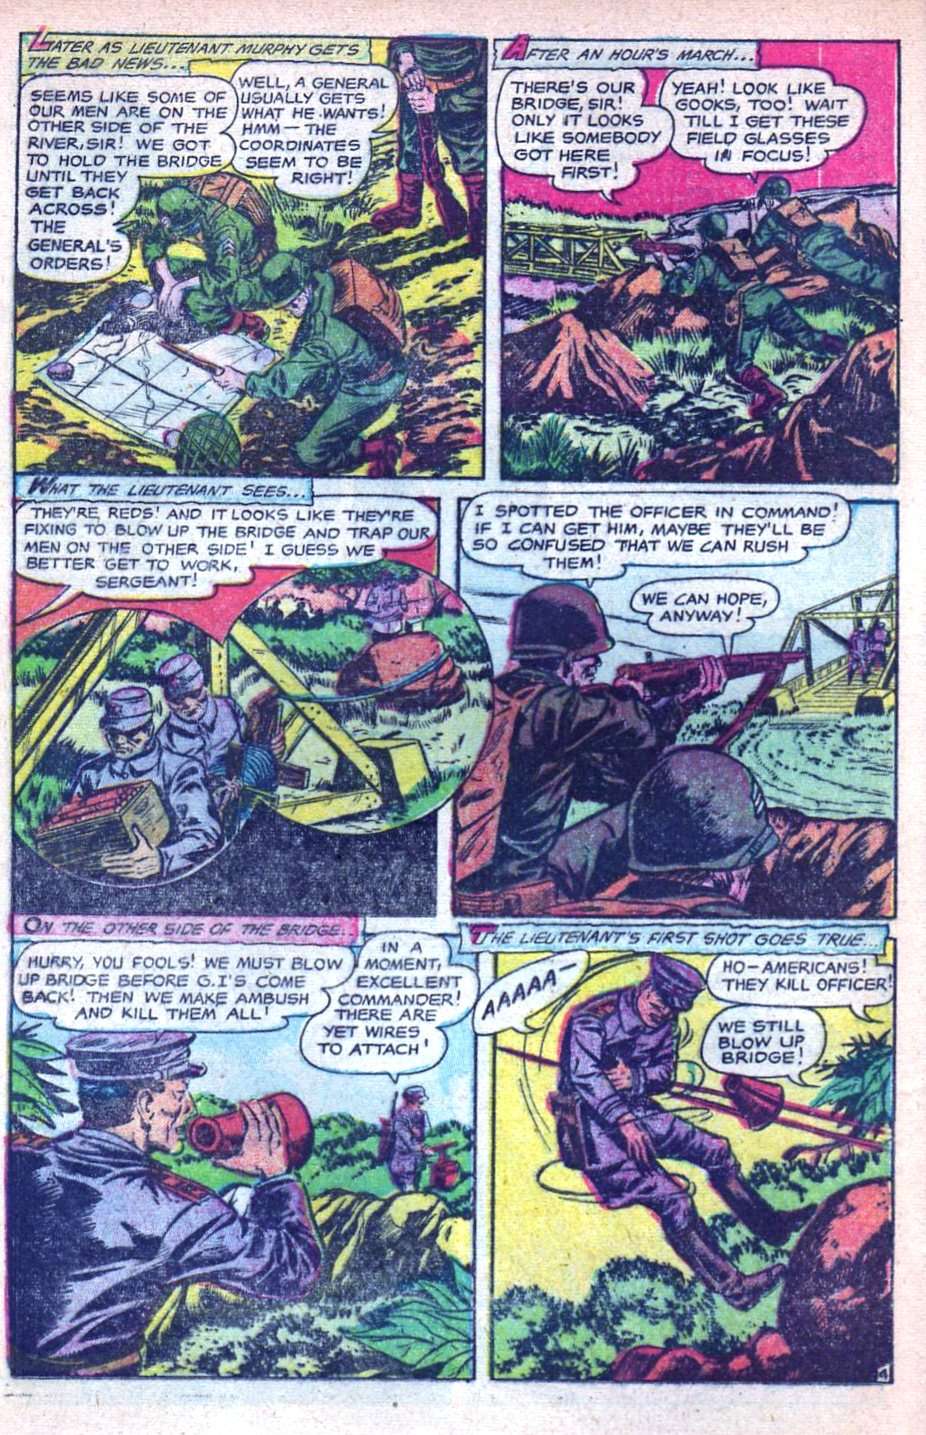 LATER AS LIEUTENANT MURPHY GETS
THE BAD NEWS...
SEEMS LIKE SOME OF
OUR MEN ARE ON THE
OTHER SIDE OF THE
RIVER, SIR! WE GOT
TO HOLD THE BRIDGE
UNTIL THEY
GET BACK
ACROSS!
THE
GENERAL'S
ORDERS!
WELL, A GENERAL
USUALLY GETS
WHAT HE WANTS!
HMM — THE
COORDINATES
SEEM TO BE
RIGHT!
AFTER AN HOUR'S MARCH...
THERE'S OUR
BRIDGE, SIR!
ONLY IT LOOKS
LIKE SOMEBODY
GOT HERE
FIRST!
YEAH! LOOK LIKE
GOOKS, TOO! WAIT
TILL I GET THESE
FIELD GLASSES
IN FOCUS!
WHAT THE LIEUTENANT SEES...
THEY'RE REDS! AND IT LOOKS LIKE THEY'RE
FIXING TO BLOW UP THE BRIDGE AND TRAP OUR
MEN ON THE OTHER SIDE! I GUESS WE
BETTER GET TO WORK,
SERGEANT!
I SPOTTED THE OFFICER IN COMMAND!
IF I CAN GET HIM, MAYBE THEY'LL BE
SO CONFUSED THAT WE CAN RUSH
THEM!
WE CAN HOPE,
ANYWAY!
ON THE OTHER SIDE OF THE BRIDGE..
HURRY, YOU FOOLS! WE MUST BLOW
UP BRIDGE BEFORE G.I'S COME
BACK! THEN WE MAKE AMBUSH
AND KILL THEM ALL!
IN A
MOMENT,
EXCELLENT
COMMANDER!
THERE ARE
YET WIRES
TO ATTACH!
THE LIEUTENANT'S FIRST SHOT GOES TRUE...
AAAAA—
HO-AMERICANS!
THEY KILL OFFICER!
WE STILL
BLOW UP
BRIDGE!
4